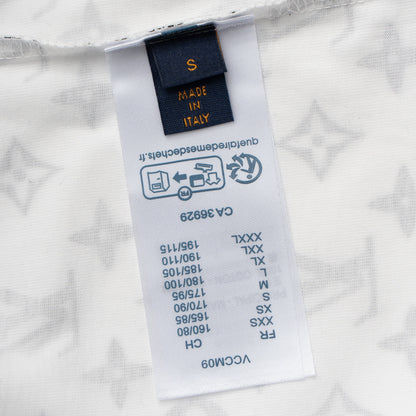 S
MADE
IN
ITALY
VCCM09
FR CH
XXS 160/80
XS 165/85
S 170/90
M 175/95
L 180/100
XL 185/105
XXL 190/110
XXXL 195/115
CA 36929
FR
quefairedemesdechets.fr